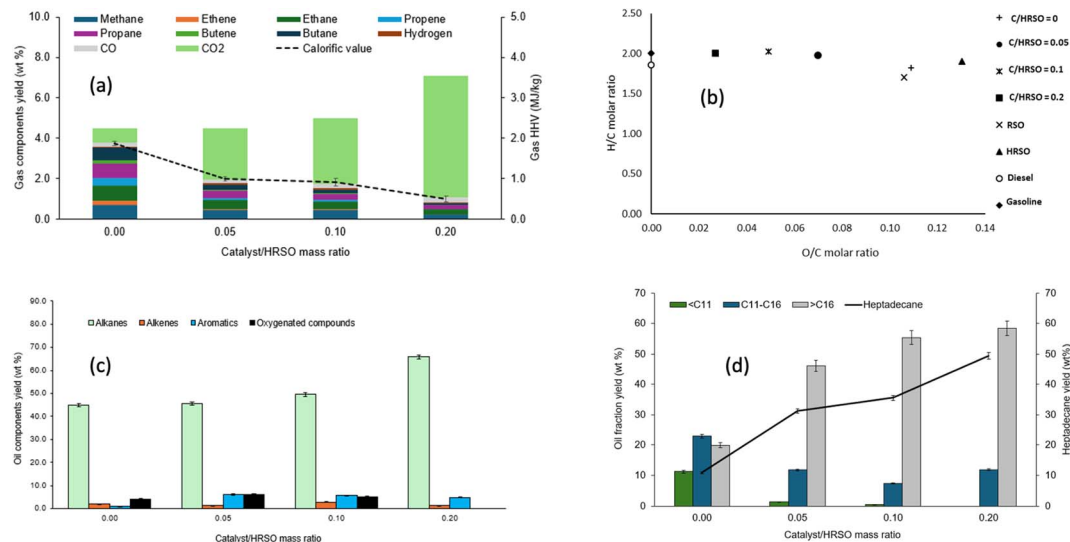 Methane Ethene Ethane Propene
Propane Butene Butane Hydrogen
CO CO2 Calorific value
(a)
Gas components yield (wt %)
10.0
8.0
6.0
4.0
2.0
0.0
5.0
4.0
3.0
2.0
1.0
0.0
Gas HHV (MJ/kg)
0.00 0.05 0.10 0.20
Catalyst/HRSO mass ratio
(b)
H/C molar ratio
2.50
2.00
1.50
1.00
0.50
0.00
0.00 0.02 0.04 0.06 0.08 0.10 0.12 0.14
O/C molar ratio
C/HRSO = 0
C/HRSO = 0.05
C/HRSO = 0.1
C/HRSO = 0.2
RSO
HRSO
Diesel
Gasoline
Alkanes Alkenes Aromatics Oxygenated compounds
(c)
Oil components yield (wt %)
90.0
80.0
70.0
60.0
50.0
40.0
30.0
20.0
10.0
0.0
0.00 0.05 0.10 0.20
Catalyst/HRSO mass ratio
<C11 C11-C16 >C16 Heptadecane
(d)
Oil fraction yield (wt %)
70
60
50
40
30
20
10
0
70
60
50
40
30
20
10
0
Heptadecane yield (wt%)
0.00 0.05 0.10 0.20
Catalyst/HRSO mass ratio